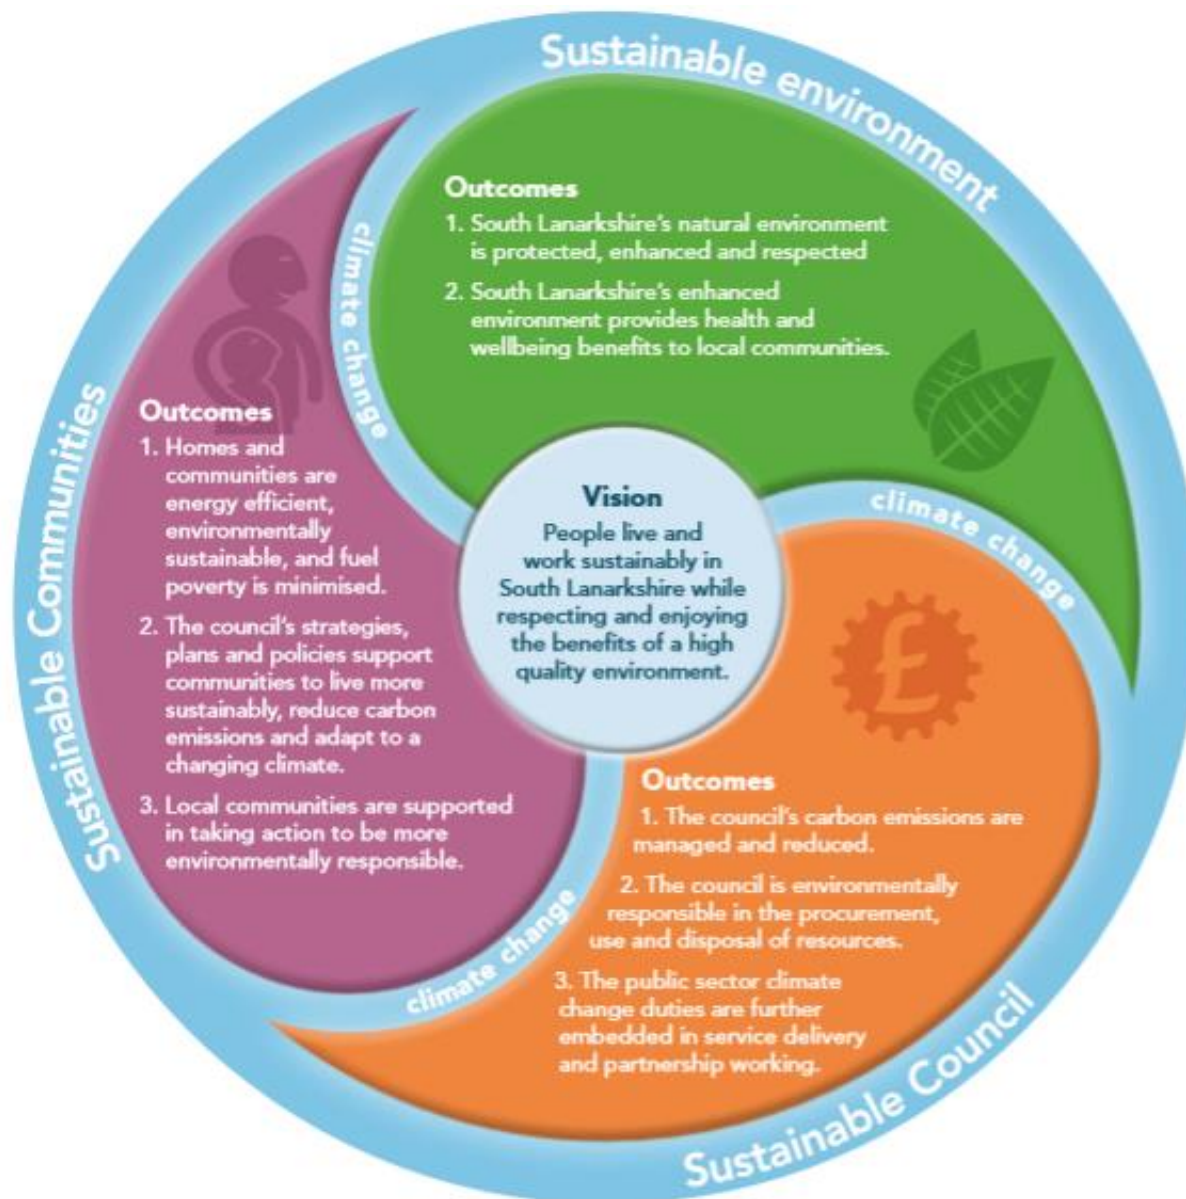 Sustainable environment
Outcomes
1. South Lanarkshire's natural environment
is protected, enhanced and respected
2. South Lanarkshire's enhanced
environment provides health and
wellbeing benefits to local communities.
climate change
Sustainable Communities
Outcomes
1. Homes and
communities are
energy efficient,
environmentally
sustainable, and fuel
poverty is minimised.
2. The council's strategies,
plans and policies support
communities to live more
sustainably, reduce carbon
emissions and adapt to a
changing climate.
3. Local communities are supported
in taking action to be more
environmentally responsible.
Vision
People live and
work sustainably in
South Lanarkshire while
respecting and enjoying
the benefits of a high
quality environment.
climate change
£
Outcomes
1. The council's carbon emissions are
managed and reduced.
2. The council is environmentally
responsible in the procurement,
use and disposal of resources.
3. The public sector climate
change duties are further
embedded in service delivery
and partnership working.
climate change
Sustainable Council